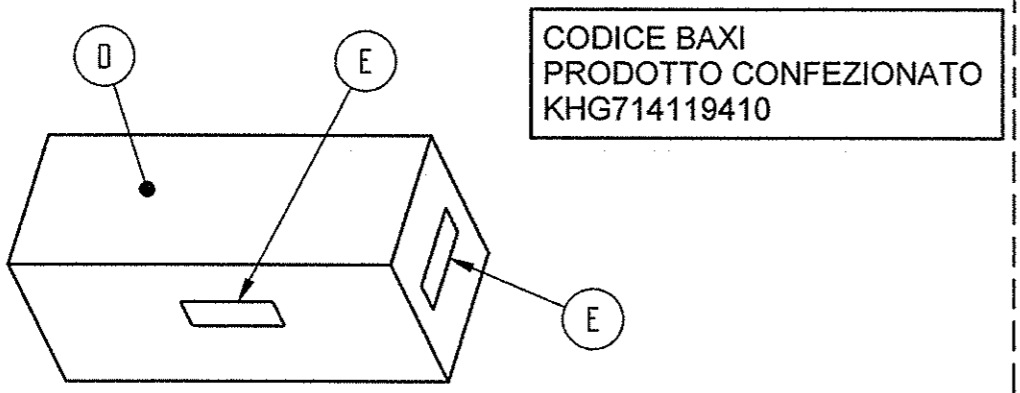 D
E
CODICE BAXI
PRODOTTO CONFEZIONATO
KHG714119410
E